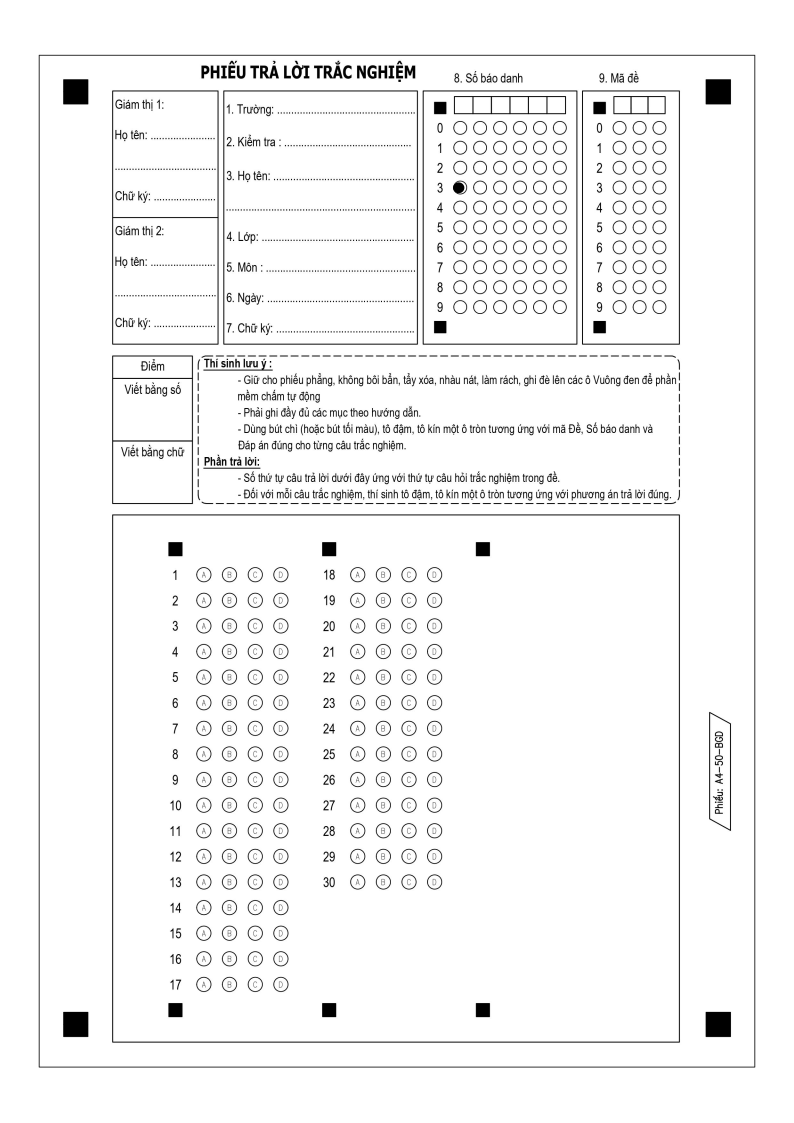 PHIẾU TRẢ LỜI TRẮC NGHIỆM
Giám thị 1:
Họ tên: .......................
....................................
Chữ ký: ......................
Giám thị 2:
Họ tên: .......................
....................................
Chữ ký: ......................
1. Trường: .................................................
2. Kiểm tra : .............................................
3. Họ tên: ..................................................
...................................................................
4. Lớp: ......................................................
5. Môn : .....................................................
6. Ngày: ....................................................
7. Chữ ký: .................................................
8. Số báo danh
0
1
2
3
4
5
6
7
8
9
9. Mã đề
0
1
2
3
4
5
6
7
8
9
Điểm
Viết bằng số
Viết bằng chữ
Thí sinh lưu ý :
- Giữ cho phiếu phẳng, không bôi bẩn, tẩy xóa, nhàu nát, làm rách, ghi đè lên các ô Vuông đen để phần
mềm chấm tự động
- Phải ghi đầy đủ các mục theo hướng dẫn.
- Dùng bút chì (hoặc bút tối màu), tô đậm, tô kín một ô tròn tương ứng với mã Đề, Số báo danh và
Đáp án đúng cho từng câu trắc nghiệm.
Phần trả lời:
- Số thứ tự câu trả lời dưới đây ứng với thứ tự câu hỏi trắc nghiệm trong đề.
- Đối với mỗi câu trắc nghiệm, thí sinh tô đậm, tô kín một ô tròn tương ứng với phương án trả lời đúng.
1 A B C D
2 A B C D
3 A B C D
4 A B C D
5 A B C D
6 A B C D
7 A B C D
8 A B C D
9 A B C D
10 A B C D
11 A B C D
12 A B C D
13 A B C D
14 A B C D
15 A B C D
16 A B C D
17 A B C D
18 A B C D
19 A B C D
20 A B C D
21 A B C D
22 A B C D
23 A B C D
24 A B C D
25 A B C D
26 A B C D
27 A B C D
28 A B C D
29 A B C D
30 A B C D
Phiếu: A4-50-BGD